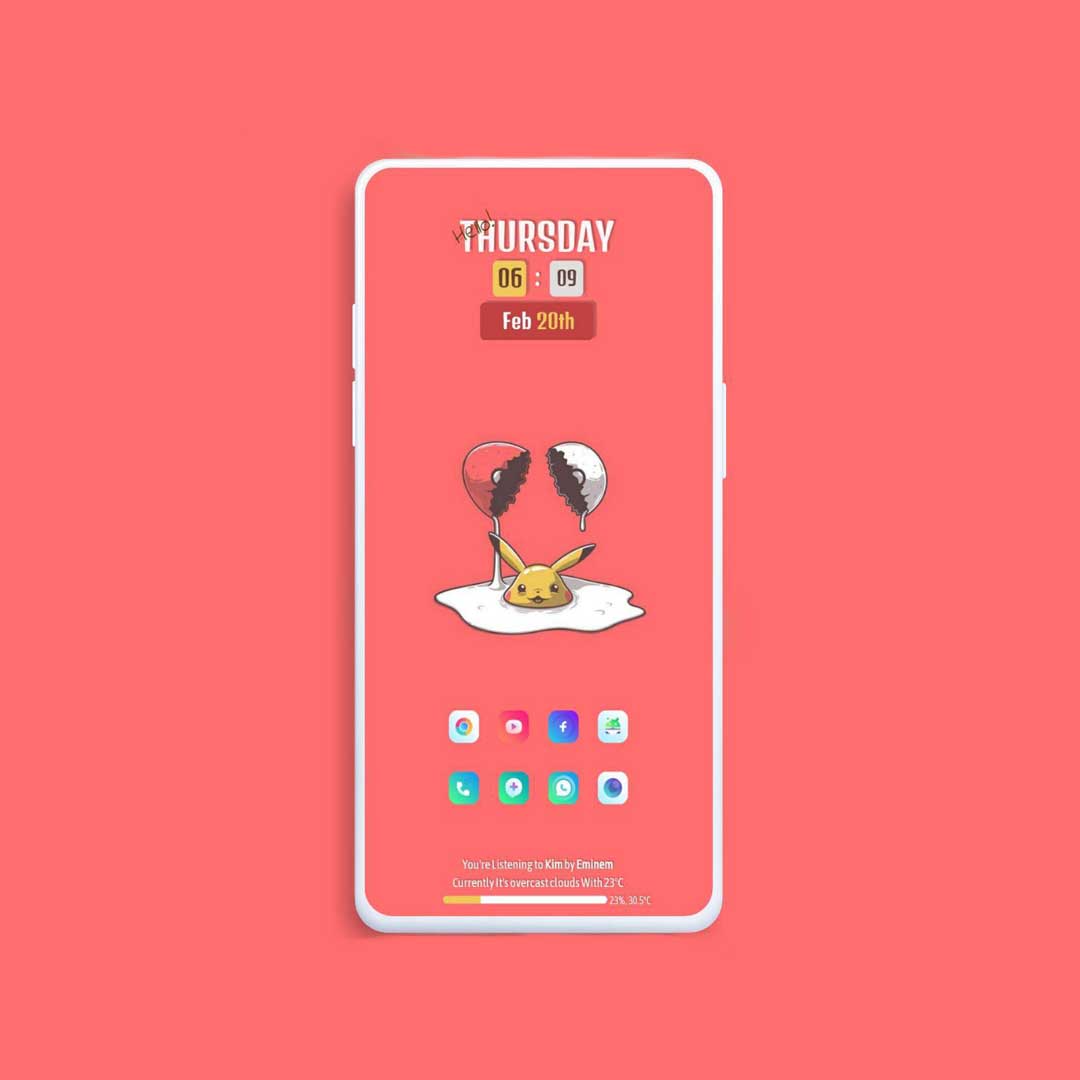 Hello!
THURSDAY
06 : 09
Feb 20th
You're Listening to Kim by Eminem
Currently It's overcast clouds With 23°C
23%, 30.5°C